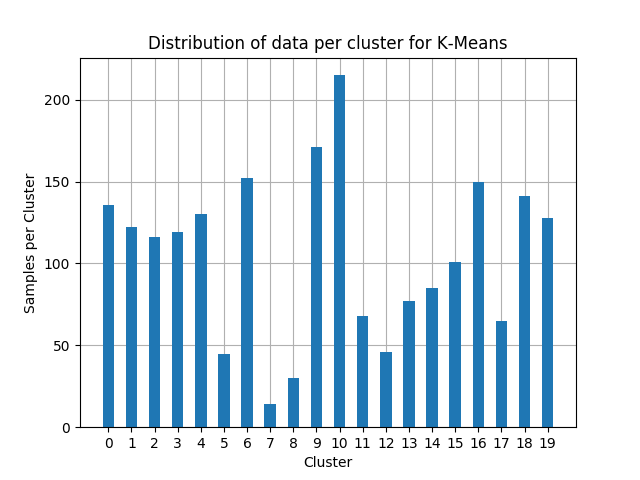 Distribution of data per cluster for K-Means
Samples per Cluster
200
150
100
50
0
0 1 2 3 4 5 6 7 8 9 10 11 12 13 14 15 16 17 18 19
Cluster